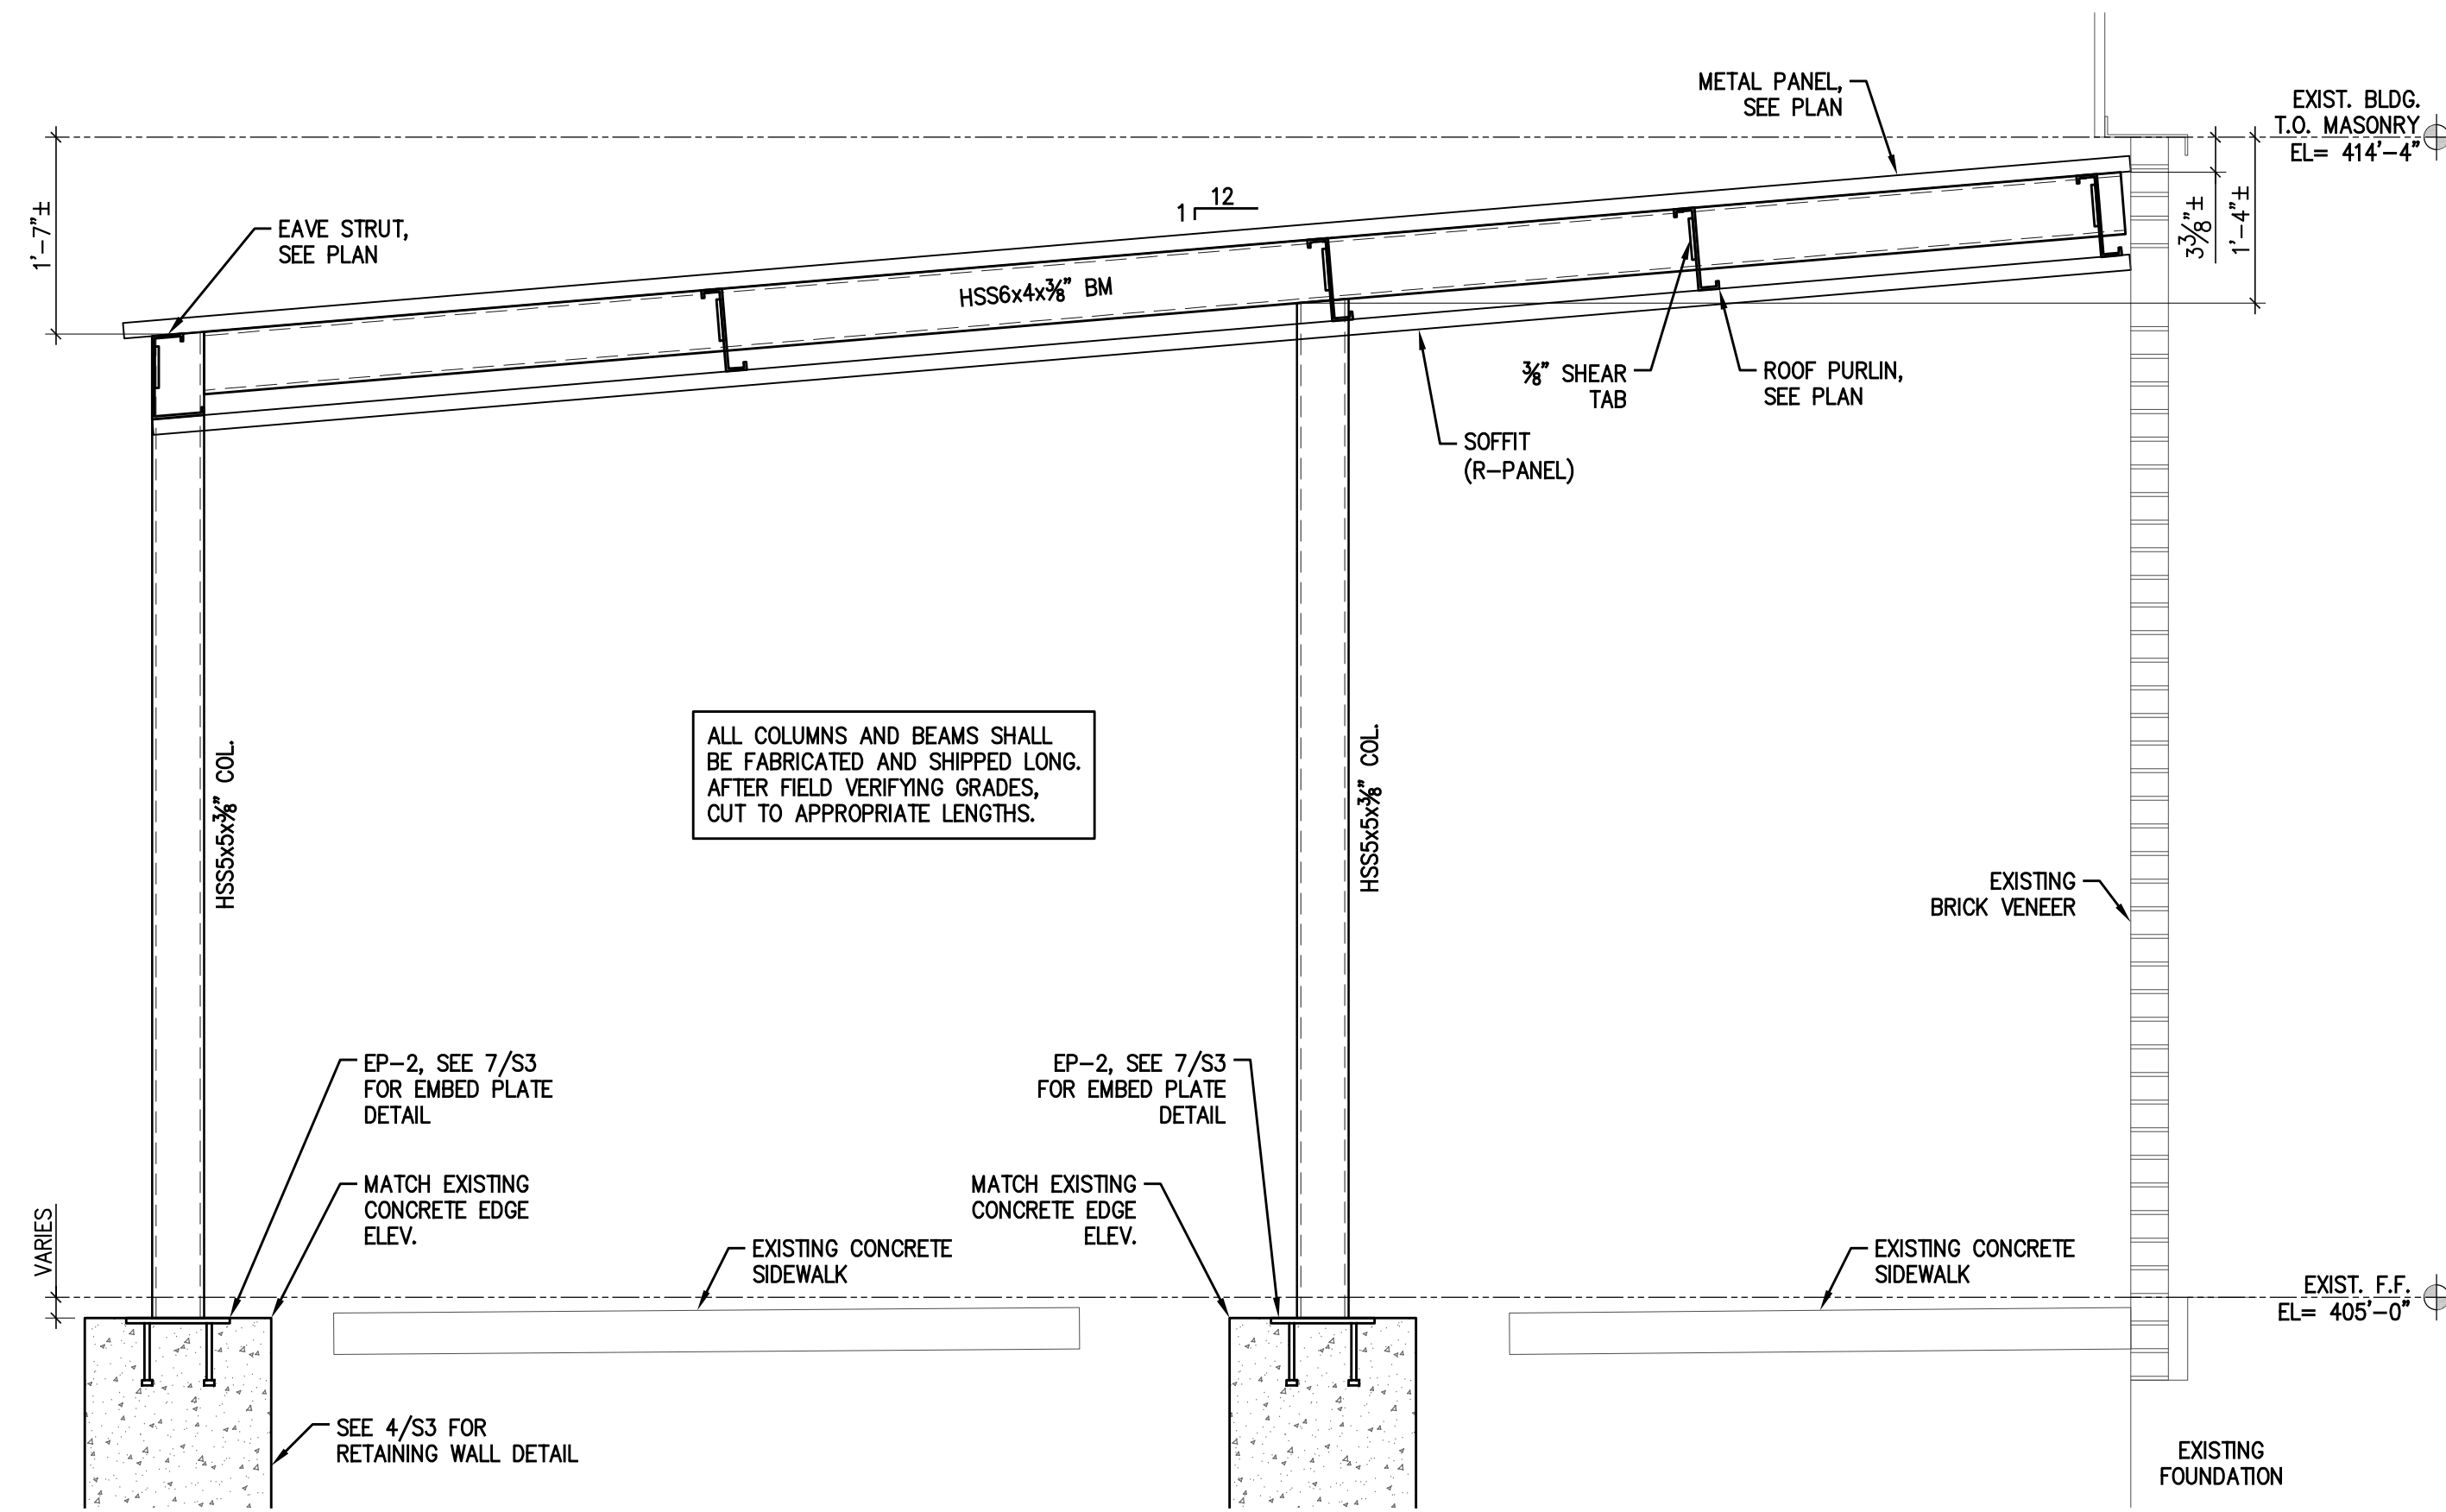 METAL PANEL,
SEE PLAN
EXIST. BLDG.
T.O. MASONRY
EL= 414'-4"
1'-7"±
EAVE STRUT,
SEE PLAN
12
1
3⅜"±
1'-4"±
HSS6x4x⅜" BM
⅜" SHEAR
TAB
ROOF PURLIN,
SEE PLAN
SOFFIT
(R-PANEL)
HSS5x5x⅜" COL.
ALL COLUMNS AND BEAMS SHALL
BE FABRICATED AND SHIPPED LONG.
AFTER FIELD VERIFYING GRADES,
CUT TO APPROPRIATE LENGTHS.
HSS5x5x⅜" COL.
EXISTING
BRICK VENEER
EP-2, SEE 7/S3
FOR EMBED PLATE
DETAIL
EP-2, SEE 7/S3
FOR EMBED PLATE
DETAIL
MATCH EXISTING
CONCRETE EDGE
ELEV.
MATCH EXISTING
CONCRETE EDGE
ELEV.
VARIES
EXISTING CONCRETE
SIDEWALK
EXISTING CONCRETE
SIDEWALK
EXIST. F.F.
EL= 405'-0"
SEE 4/S3 FOR
RETAINING WALL DETAIL
EXISTING
FOUNDATION